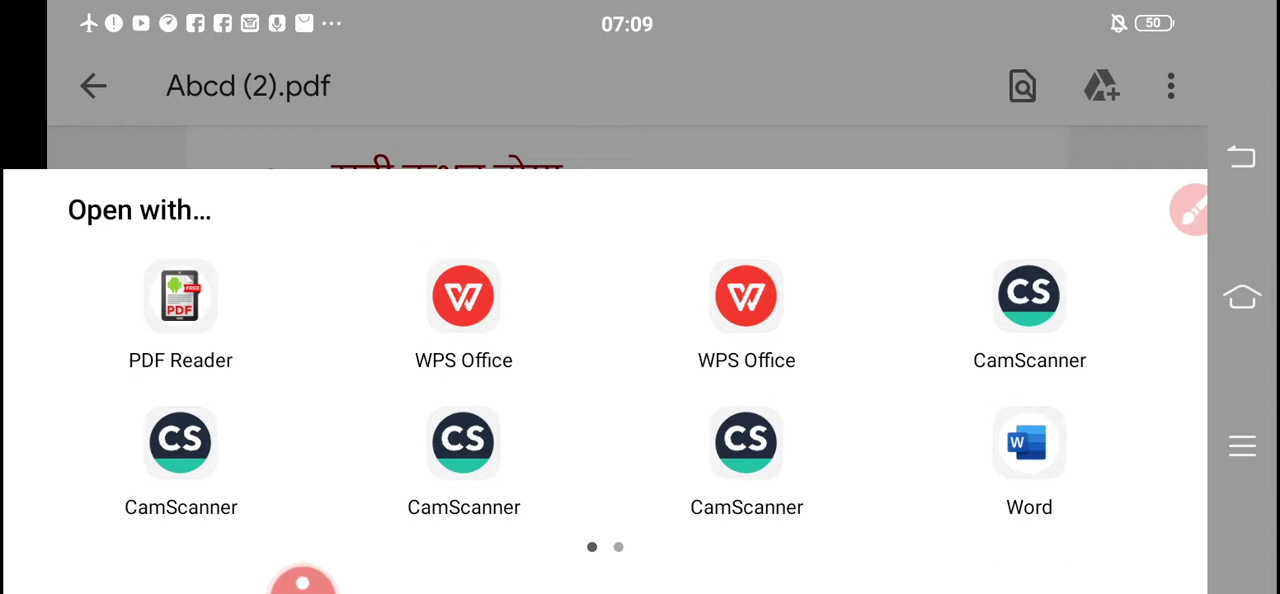 07:09
50
Abcd (2).pdf
Open with...
FREE
PDF
PDF Reader
W
WPS Office
W
WPS Office
CS
CamScanner
CS
CamScanner
CS
CamScanner
CS
CamScanner
W
Word